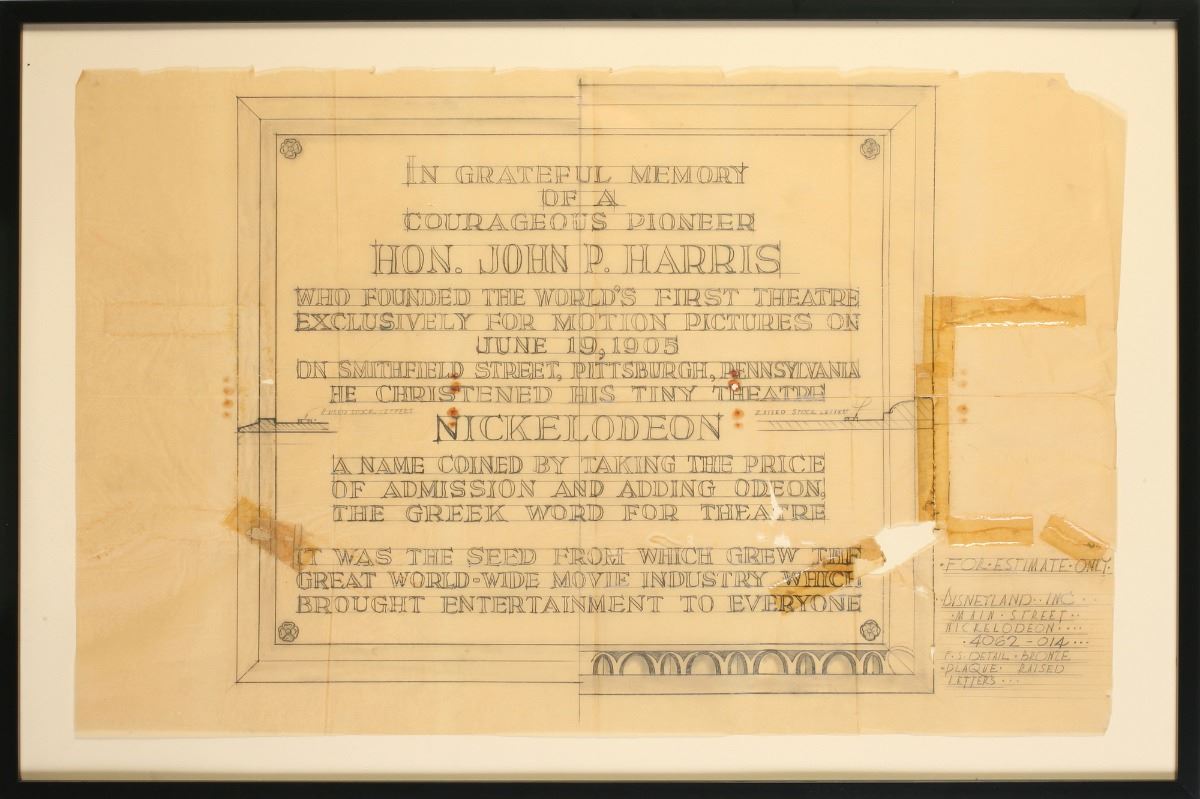 IN GRATEFUL MEMORY
OF A
COURAGEOUS PIONEER
HON. JOHN P. HARRIS
WHO FOUNDED THE WORLD'S FIRST THEATRE
EXCLUSIVELY FOR MOTION PICTURES ON
JUNE 19, 1905
ON SMITHFIELD STREET, PITTSBURGH, PENNSYLVANIA
HE CHRISTENED HIS TINY THEATRE
RAISED STOCK LETTERS
RAISED STOCK LETTER
NICKELODEON
A NAME COINED BY TAKING THE PRICE
OF ADMISSION AND ADDING ODEON,
THE GREEK WORD FOR THEATRE
IT WAS THE SEED FROM WHICH GREW THE
GREAT WORLD-WIDE MOVIE INDUSTRY WHICH
BROUGHT ENTERTAINMENT TO EVERYONE
·FOR·ESTIMATE·ONLY·
·DISNEYLAND··INC··
·MAIN·STREET··
NICKELODEON····
·4062-014···
F.S. DETAIL·BRONZE
·PLAQUE· RAISED
LETTERS···